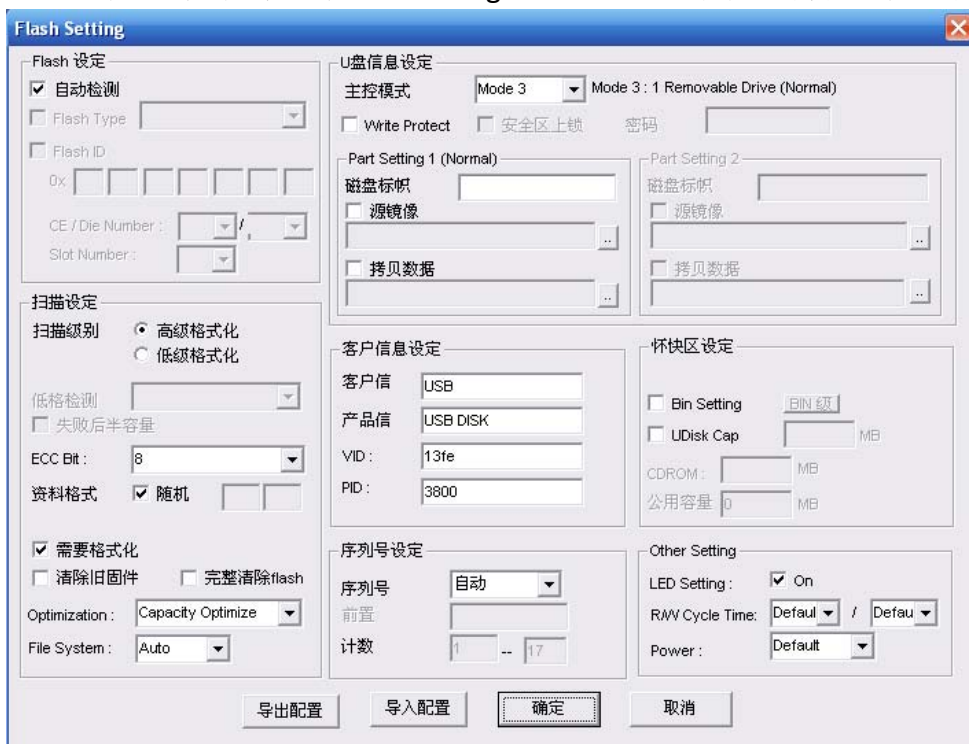 Flash Setting
Flash 设定
自动检测
Flash Type
Flash ID
0x
CE / Die Number :
/
Slot Number :
U盘信息设定
主控模式
Mode 3
Mode 3 : 1 Removable Drive (Normal)
Write Protect
安全区上锁
密码
Part Setting 1 (Normal)
磁盘标帜
源镜像
..
拷贝数据
..
Part Setting 2
磁盘标帜
源镜像
..
拷贝数据
..
扫描设定
扫描级别
高级格式化
低级格式化
低格检测
失败后半容量
ECC Bit :
8
资料格式
随机
需要格式化
清除旧固件
完整清除flash
Optimization :
Capacity Optimize
File System :
Auto
客户信息设定
客户信
USB
产品信
USB DISK
VID :
13fe
PID :
3800
怀快区设定
Bin Setting
BIN 级
UDisk Cap
MB
CDROM :
MB
公用容量
0
MB
序列号设定
序列号
自动
前置
计数
1
--
17
Other Setting
LED Setting :
On
R/W Cycle Time:
Defaul
/
Defau
Power :
Default
导出配置
导入配置
确定
取消